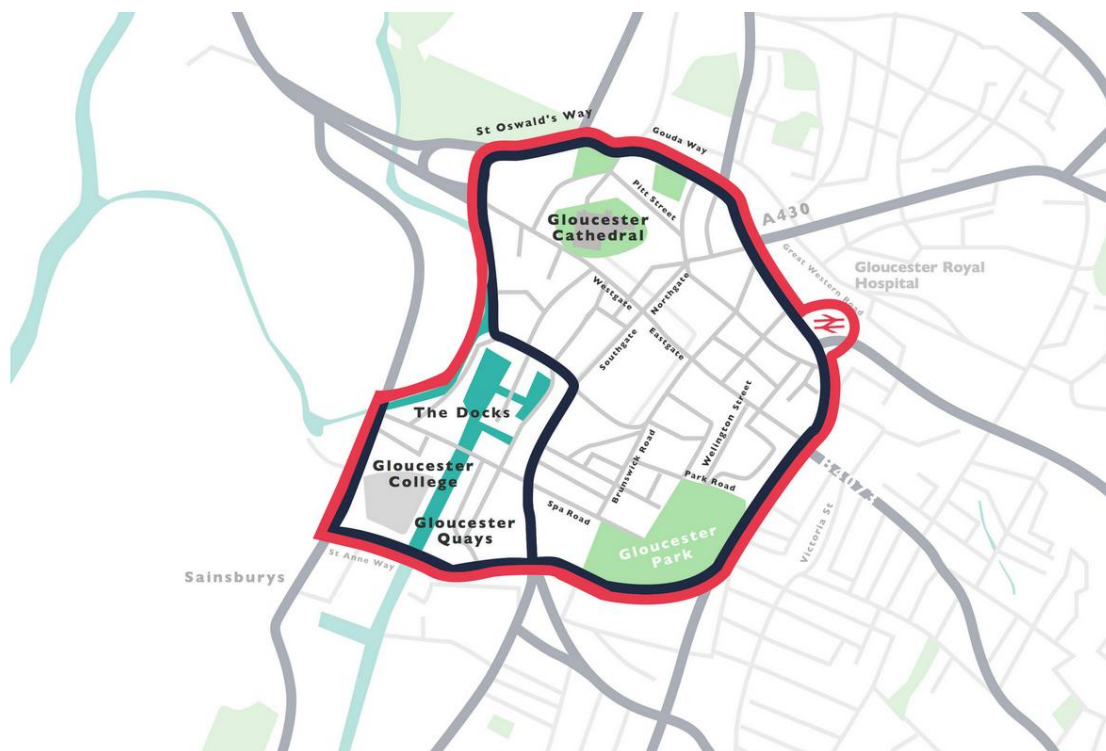 St Oswald's Way
Gouda Way
Pitt Street
A430
Gloucester
Cathedral
Great Western Road
Gloucester Royal
Hospital
Westgate
Northgate
Southgate
Eastgate
The Docks
Wellington Street
Gloucester
College
Brunswick Road
Park Road
B4073
Spa Road
Gloucester
Quays
Victoria St
Gloucester
Park
St Anne Way
Sainsburys